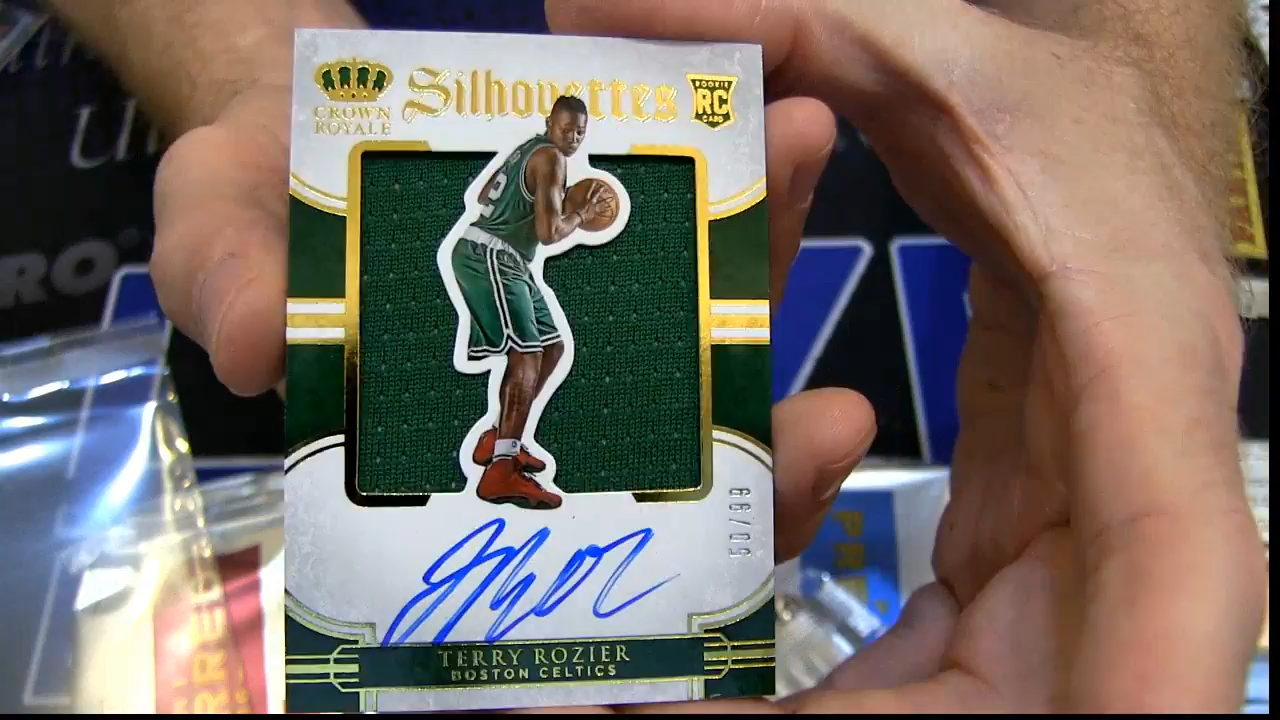 CROWN
ROYALE
Silhouettes
ROOKIE
RC
CARD
50/99
TERRY ROZIER
BOSTON CELTICS